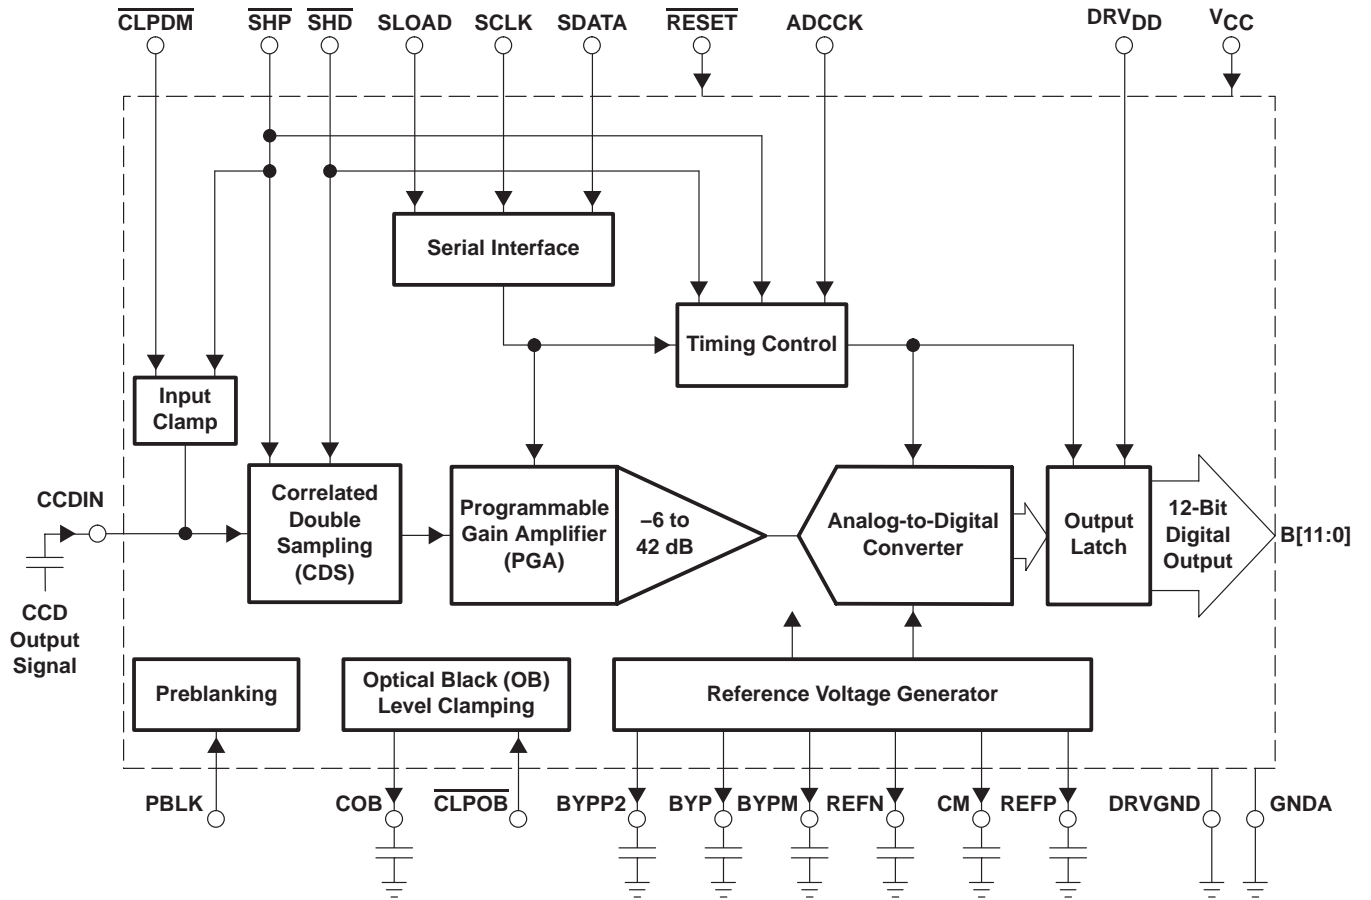 CLPDM SHP SHD SLOAD SCLK SDATA RESET ADCCK DRVDD VCC
Serial Interface
Timing Control
Input
Clamp
CCDIN
Correlated
Double
Sampling
(CDS)
Programmable
Gain Amplifier
(PGA)
–6 to
42 dB
Analog-to-Digital
Converter
Output
Latch
12-Bit
Digital
Output
B[11:0]
CCD
Output
Signal
Preblanking
Optical Black (OB)
Level Clamping
Reference Voltage Generator
PBLK COB CLPOB BYPP2 BYP BYPM REFN CM REFP DRVGND GNDA